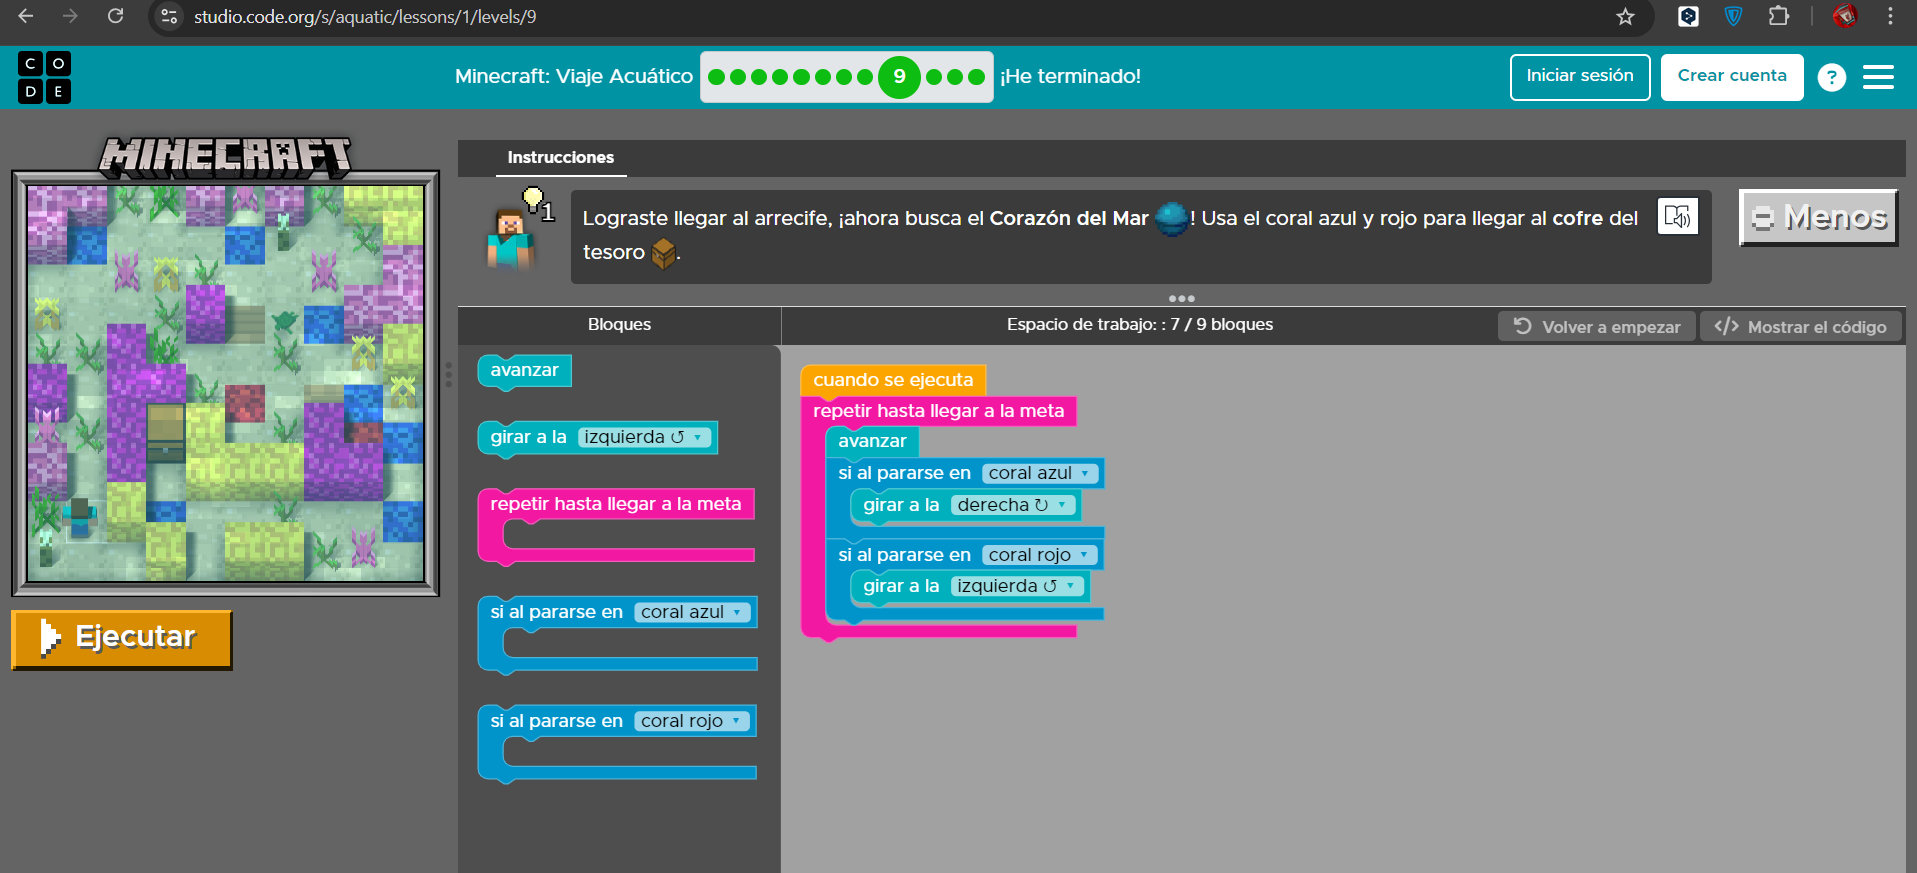 studio.code.org/s/aquatic/lessons/1/levels/9
CODE
Minecraft: Viaje Acuático
9
¡He terminado!
Iniciar sesión
Crear cuenta
?
MINECRAFT
Instrucciones
1
Lograste llegar al arrecife, ¡ahora busca el Corazón del Mar ! Usa el coral azul y rojo para llegar al cofre del
tesoro .
Menos
Bloques
Espacio de trabajo: : 7 / 9 bloques
Volver a empezar
</> Mostrar el código
avanzar
girar a la izquierda ↺
repetir hasta llegar a la meta
si al pararse en coral azul
si al pararse en coral rojo
cuando se ejecuta
repetir hasta llegar a la meta
avanzar
si al pararse en coral azul
girar a la derecha ↻
si al pararse en coral rojo
girar a la izquierda ↺
Ejecutar